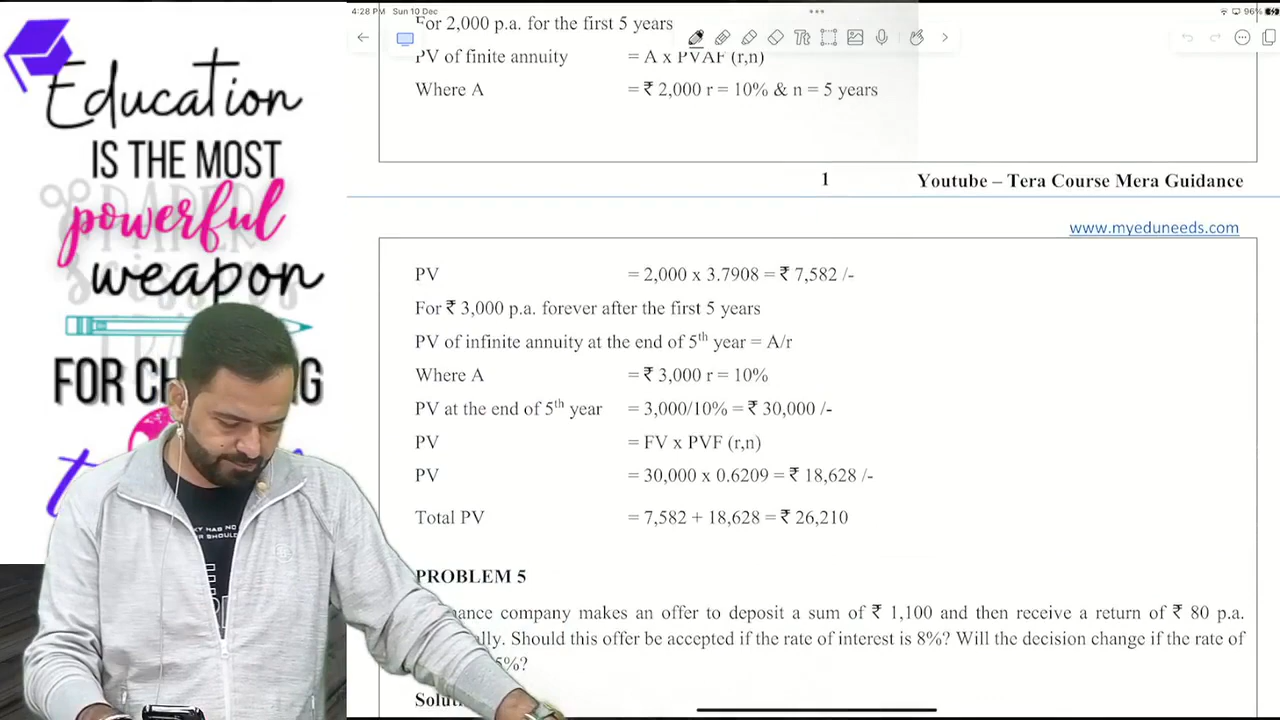 4:28 PM Sun 10 Dec
96%
For 2,000 p.a. for the first 5 years
PV of finite annuity = A x PVAF (r,n)
Where A = ₹ 2,000 r = 10% & n = 5 years
1 Youtube – Tera Course Mera Guidance
www.myeduneeds.com
PV = 2,000 x 3.7908 = ₹ 7,582 /-
For ₹ 3,000 p.a. forever after the first 5 years
PV of infinite annuity at the end of 5th year = A/r
Where A = ₹ 3,000 r = 10%
PV at the end of 5th year = 3,000/10% = ₹ 30,000 /-
PV = FV x PVF (r,n)
PV = 30,000 x 0.6209 = ₹ 18,628 /-
Total PV = 7,582 + 18,628 = ₹ 26,210
PROBLEM 5
company makes an offer to deposit a sum of ₹ 1,100 and then receive a return of ₹ 80 p.a.
Should this offer be accepted if the rate of interest is 8%? Will the decision change if the rate of
5%?
Education
IS THE MOST
powerful
weapon
FOR